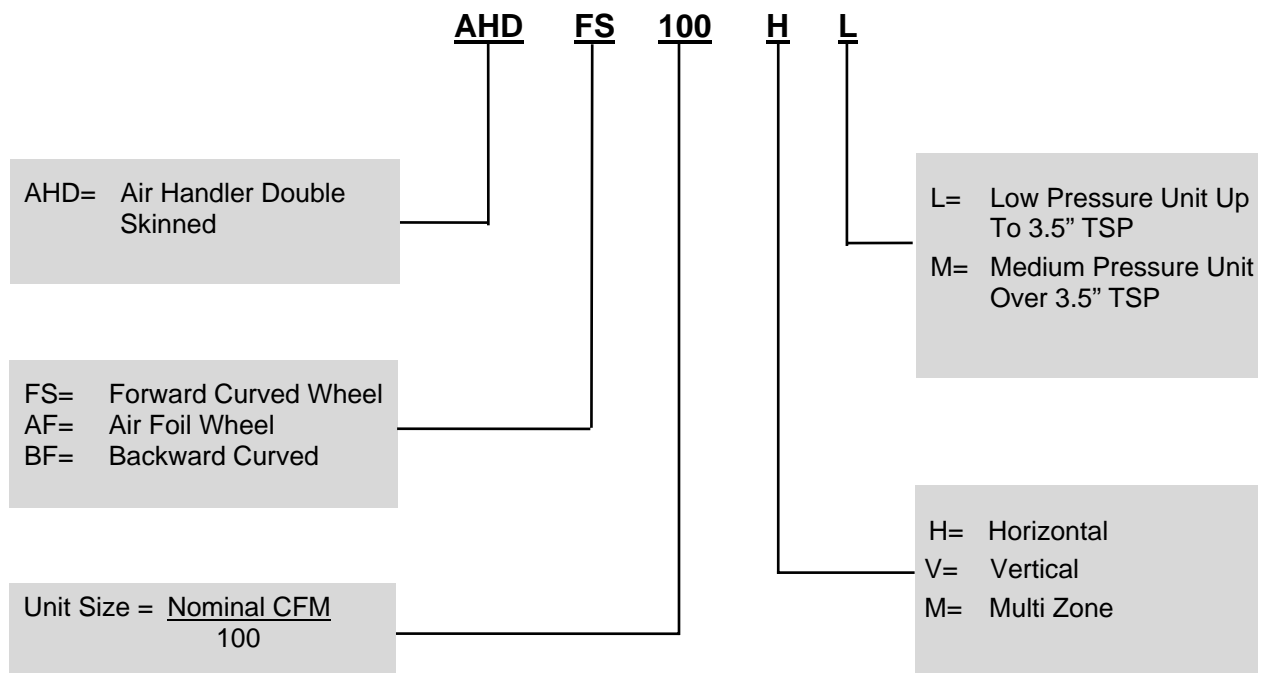 AHD FS 100 H L
AHD= Air Handler Double
Skinned
FS= Forward Curved Wheel
AF= Air Foil Wheel
BF= Backward Curved
Unit Size = Nominal CFM
100
L= Low Pressure Unit Up
To 3.5” TSP
M= Medium Pressure Unit
Over 3.5” TSP
H= Horizontal
V= Vertical
M= Multi Zone